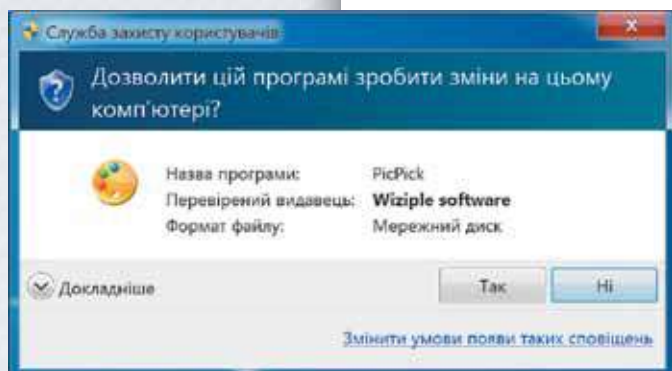 Служба захисту користувачів
Дозволити цій програмі зробити зміни на цьому
комп'ютері?
Назва програми: PicPick
Перевірений видавець: Wiziple software
Формат файлу: Мережний диск
Докладніше
Так
Ні
Змінити умови появи таких сповіщень